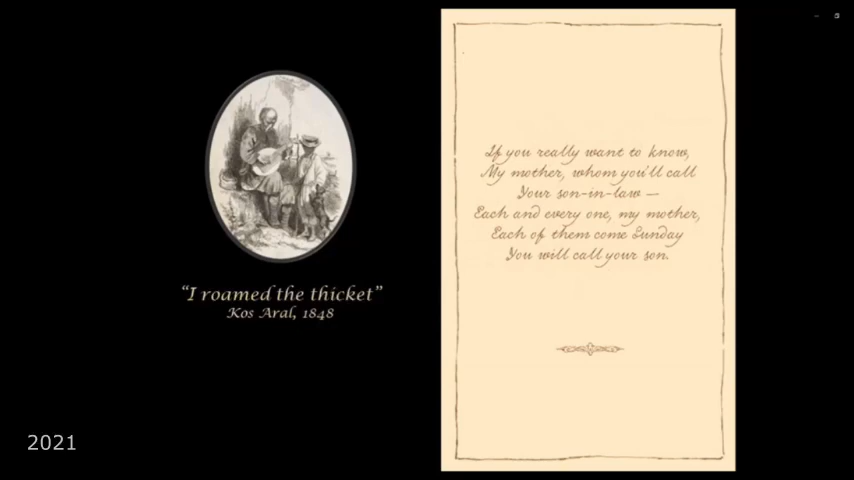 “I roamed the thicket”
Kos Aral, 1848
If you really want to know,
My mother, whom you'll call
Your son-in-law —
Each and every one, my mother,
Each of them come Sunday
You will call your son.
2021